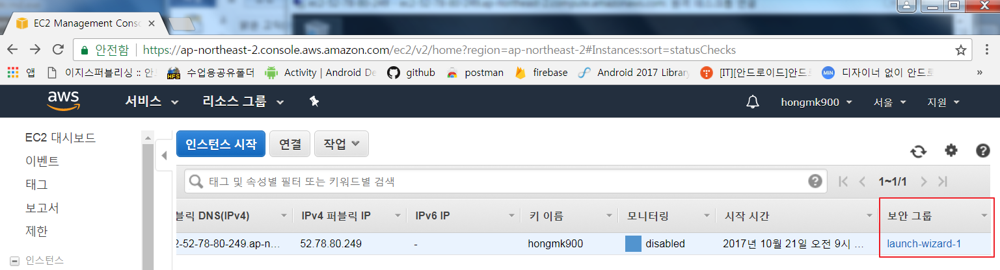 EC2 Management Conso
안전함 https://ap-northeast-2.console.aws.amazon.com/ec2/v2/home?region=ap-northeast-2#Instances:sort=statusChecks
앱 이지스퍼블리싱 :: 안 HFS 수업용공유폴더 Activity | Android De github postman firebase Android 2017 Library [IT][안드로이드]안드로 MIN 디자이너 없이 안드로 »
aws 서비스 리소스 그룹 hongmk900 서울 지원
EC2 대시보드
이벤트
태그
보고서
제한
인스턴스
인스턴스 시작 연결 작업
태그 및 속성별 필터 또는 키워드별 검색 1~1/1
블릭 DNS(IPv4) IPv4 퍼블릭 IP IPv6 IP 키 이름 모니터링 시작 시간 보안 그룹
2-52-78-80-249.ap-n... 52.78.80.249 - hongmk900 disabled 2017년 10월 21일 오전 9시 ... launch-wizard-1